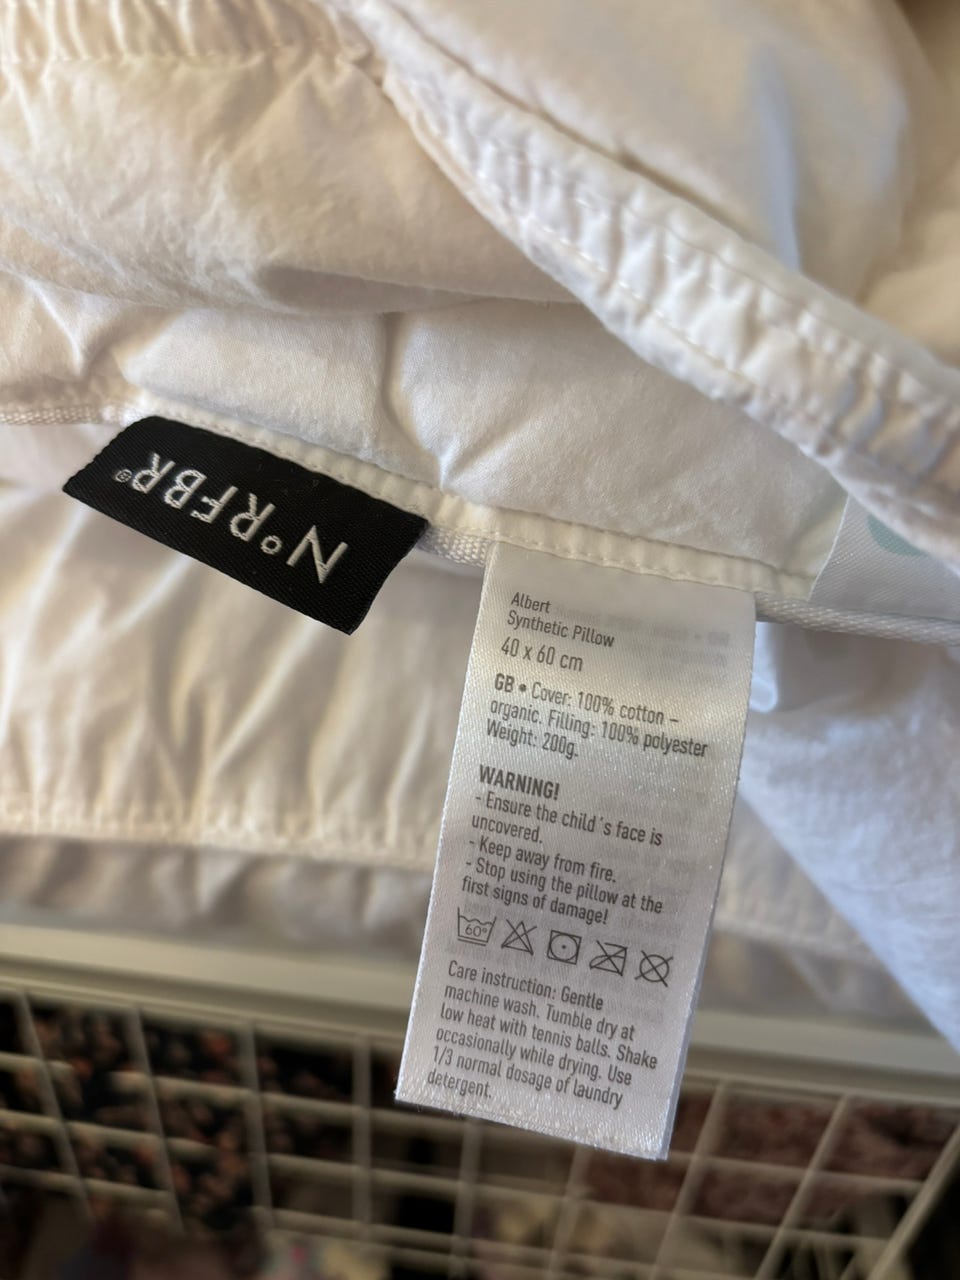 N°RFBR®
Albert
Synthetic Pillow
40 x 60 cm
GB • Cover: 100% cotton –
organic. Filling: 100% polyester
Weight: 200g.
WARNING!
- Ensure the child´s face is
uncovered.
- Keep away from fire.
- Stop using the pillow at the
first signs of damage!
60°
Care instruction: Gentle
machine wash. Tumble dry at
low heat with tennis balls. Shake
occasionally while drying. Use
1/3 normal dosage of laundry
detergent.